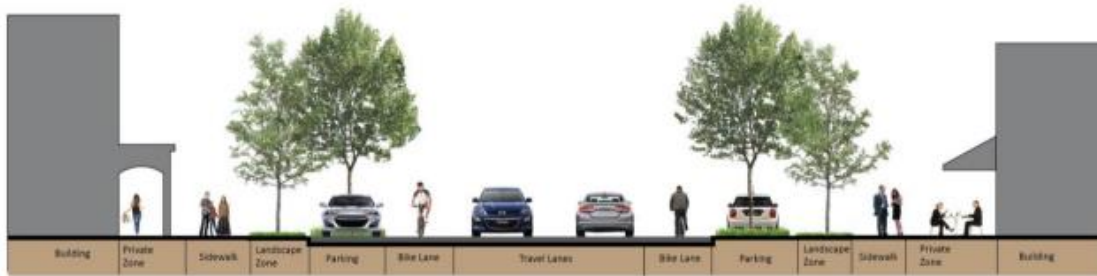 Building
Private
Zone
Sidewalk
Landscape
Zone
Parking
Bike Lane
Travel Lanes
Bike Lane
Parking
Landscape
Zone
Sidewalk
Private
Zone
Building